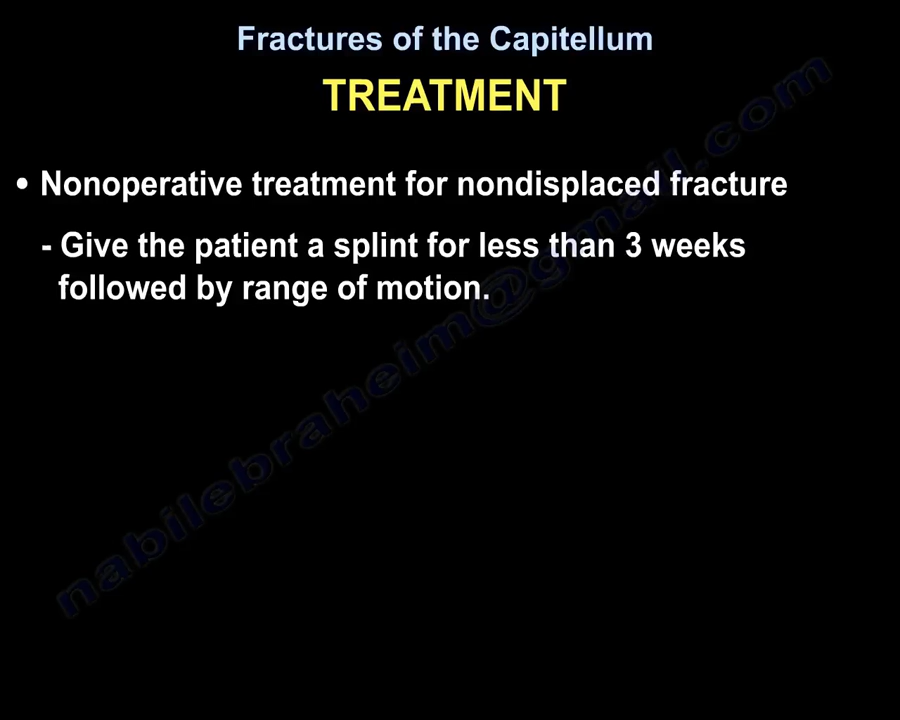 Fractures of the Capitellum
TREATMENT
• Nonoperative treatment for nondisplaced fracture
- Give the patient a splint for less than 3 weeks
followed by range of motion.
nabilebraheim@gmail.com